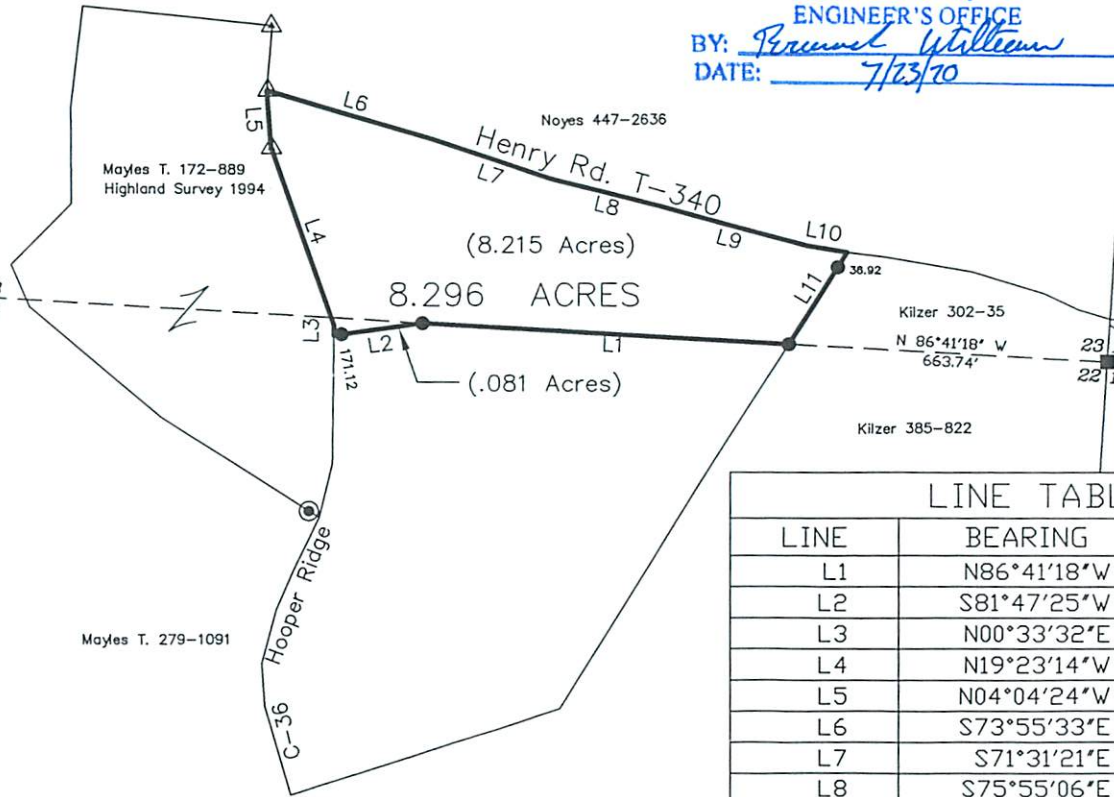 ENGINEER'S OFFICE
BY:
DATE: 7/23/20
L6
Noyes 447-2636
L5
Henry Rd. T-340
L7
Mayles T. 172-889
Highland Survey 1994
L8
L4
L9
L10
(8.215 Acres)
38.92
L11
8.296 ACRES
Kilzer 302-35
L3
L2
L1
N 86°41'18" W
663.74'
23
22
171.12
(.081 Acres)
Kilzer 385-822
Hooper Ridge
Mayles T. 279-1091
C-36
LINE TABL
LINE BEARING
L1 N86°41'18"W
L2 S81°47'25"W
L3 N00°33'32"E
L4 N19°23'14"W
L5 N04°04'24"W
L6 S73°55'33"E
L7 S71°31'21"E
L8 S75°55'06"E